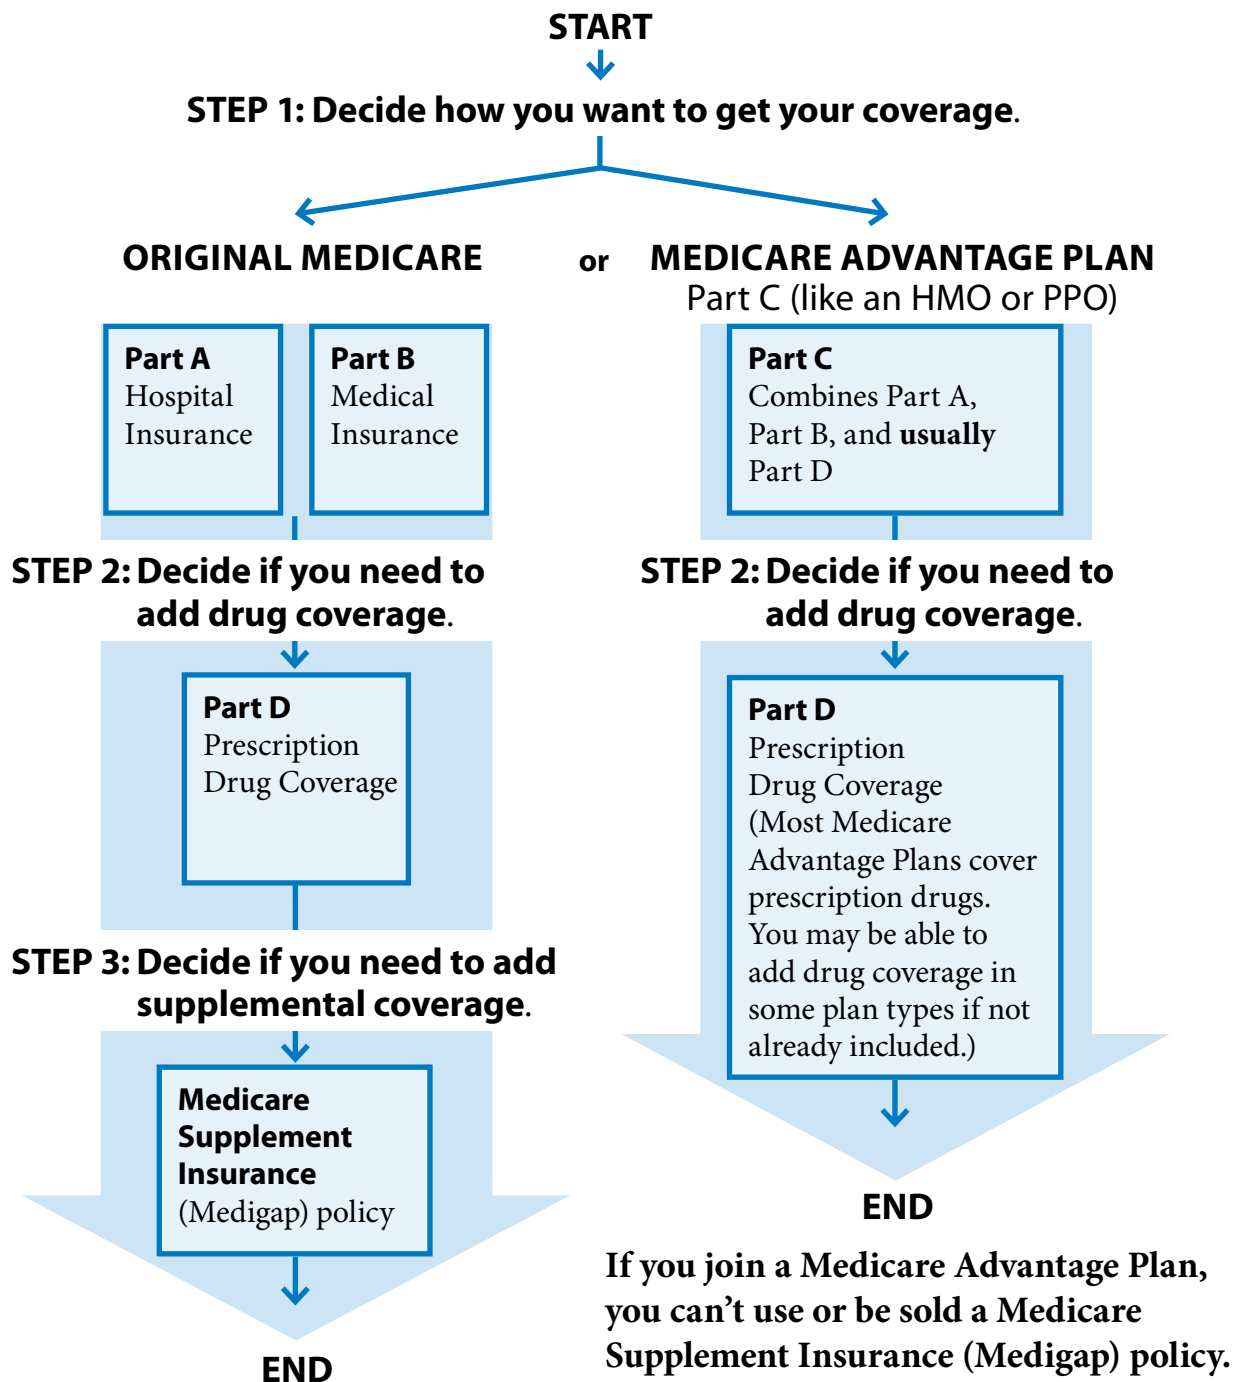 START
STEP 1: Decide how you want to get your coverage.
ORIGINAL MEDICARE
or
MEDICARE ADVANTAGE PLAN
Part C (like an HMO or PPO)
Part A
Hospital
Insurance
Part B
Medical
Insurance
Part C
Combines Part A,
Part B, and usually
Part D
STEP 2: Decide if you need to
add drug coverage.
Part D
Prescription
Drug Coverage
STEP 3: Decide if you need to add
supplemental coverage.
Medicare
Supplement
Insurance
(Medigap) policy
END
STEP 2: Decide if you need to
add drug coverage.
Part D
Prescription
Drug Coverage
(Most Medicare
Advantage Plans cover
prescription drugs.
You may be able to
add drug coverage in
some plan types if not
already included.)
END
If you join a Medicare Advantage Plan,
you can’t use or be sold a Medicare
Supplement Insurance (Medigap) policy.